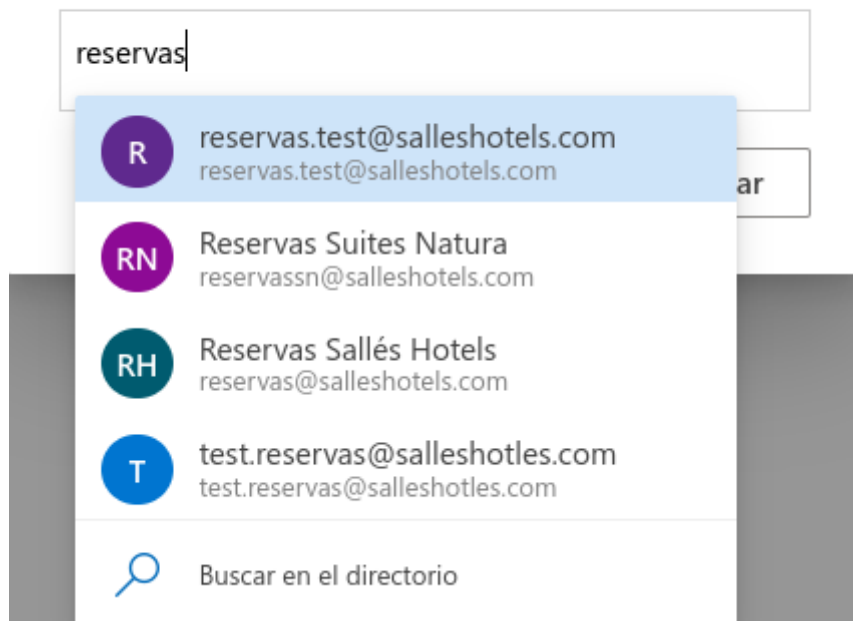 reservas
R
reservas.test@salleshotels.com
reservas.test@salleshotels.com
ar
RN
Reservas Suites Natura
reservassn@salleshotels.com
RH
Reservas Sallés Hotels
reservas@salleshotels.com
T
test.reservas@salleshotles.com
test.reservas@salleshotles.com
Buscar en el directorio